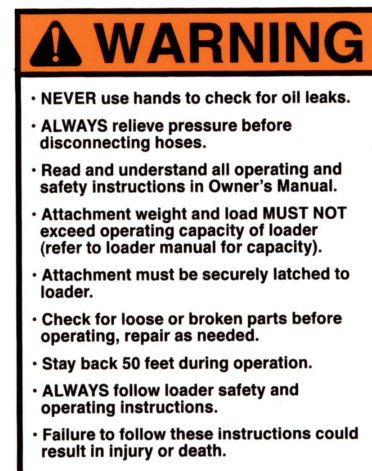 WARNING
· NEVER use hands to check for oil leaks.
· ALWAYS relieve pressure before
disconnecting hoses.
· Read and understand all operating and
safety instructions in Owner's Manual.
· Attachment weight and load MUST NOT
exceed operating capacity of loader
(refer to loader manual for capacity).
· Attachment must be securely latched to
loader.
· Check for loose or broken parts before
operating, repair as needed.
· Stay back 50 feet during operation.
· ALWAYS follow loader safety and
operating instructions.
· Failure to follow these instructions could
result in injury or death.